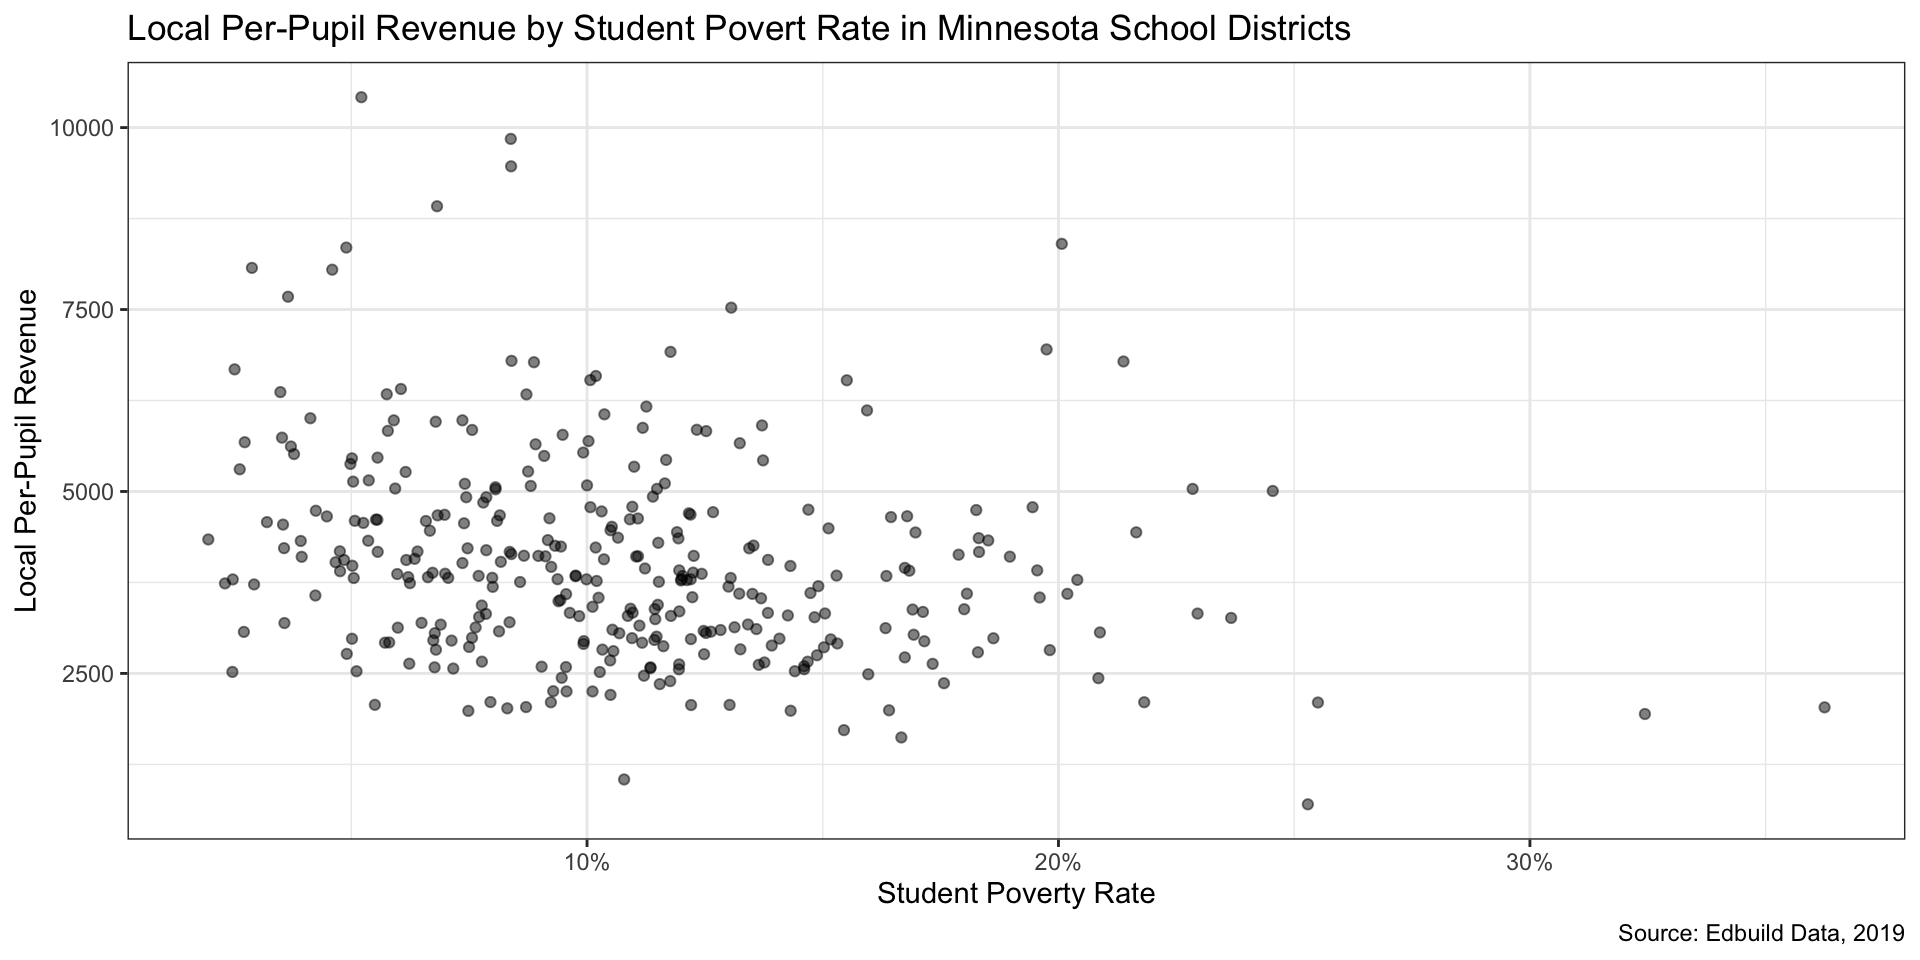 Local Per-Pupil Revenue by Student Povert Rate in Minnesota School Districts
Local Per-Pupil Revenue
10000
7500
5000
2500
10%
20%
30%
Student Poverty Rate
Source: Edbuild Data, 2019